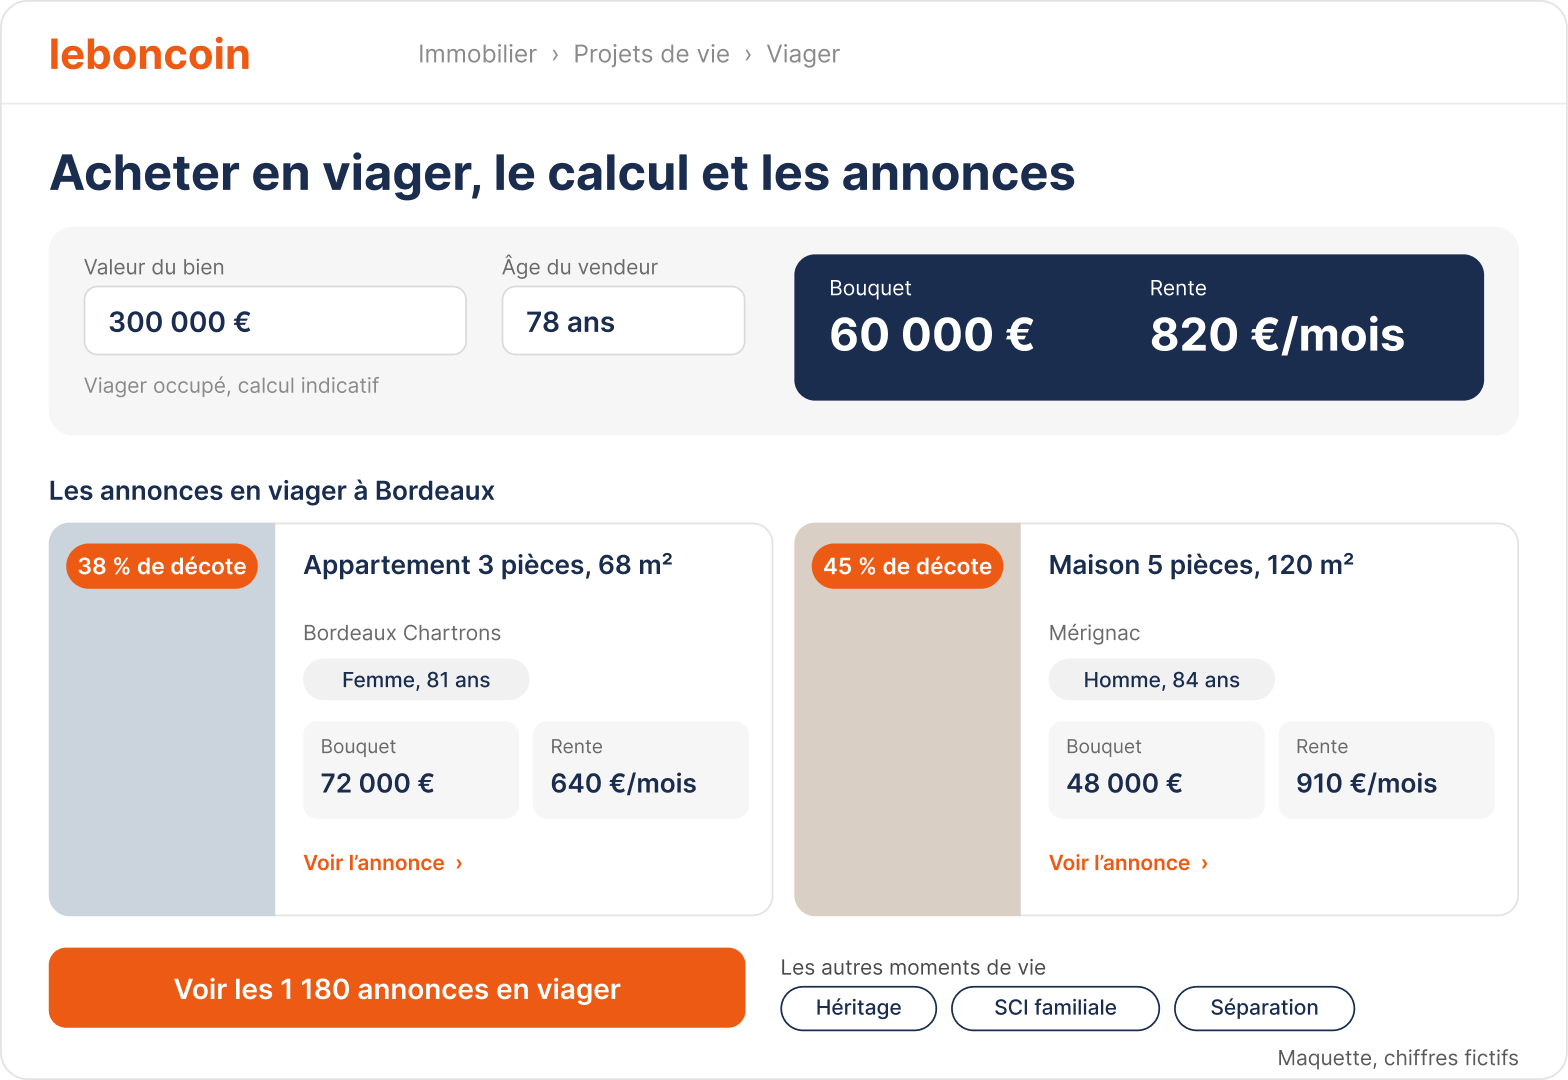 leboncoin
Immobilier › Projets de vie › Viager
Acheter en viager, le calcul et les annonces
Valeur du bien
300 000 €
Viager occupé, calcul indicatif
Âge du vendeur
78 ans
Bouquet
60 000 €
Rente
820 €/mois
Les annonces en viager à Bordeaux
38 % de décote
Appartement 3 pièces, 68 m²
Bordeaux Chartrons
Femme, 81 ans
Bouquet
72 000 €
Rente
640 €/mois
Voir l’annonce ›
45 % de décote
Maison 5 pièces, 120 m²
Mérignac
Homme, 84 ans
Bouquet
48 000 €
Rente
910 €/mois
Voir l’annonce ›
Voir les 1 180 annonces en viager
Les autres moments de vie
Héritage
SCI familiale
Séparation
Maquette, chiffres fictifs